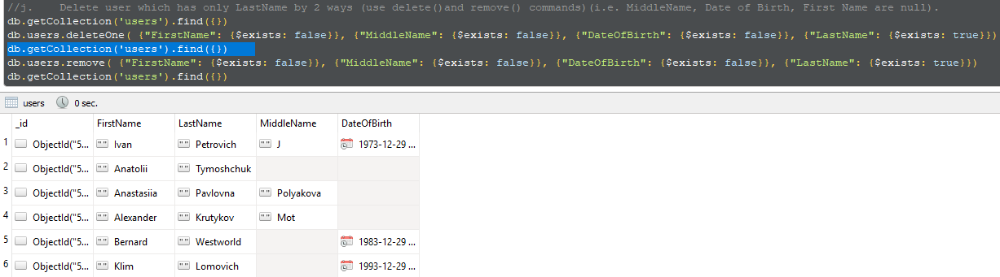 //j. Delete user which has only LastName by 2 ways (use delete()and remove() commands)(i.e. MiddleName, Date of Birth, First Name are null).
db.getCollection('users').find({})
db.users.deleteOne( {"FirstName": {$exists: false}}, {"MiddleName": {$exists: false}}, {"DateOfBirth": {$exists: false}}, {"LastName": {$exists: true}})
db.getCollection('users').find({})
db.users.remove( {"FirstName": {$exists: false}}, {"MiddleName": {$exists: false}}, {"DateOfBirth": {$exists: false}}, {"LastName": {$exists: true}})
db.getCollection('users').find({})
users 0 sec.
_id FirstName LastName MiddleName DateOfBirth
1 ObjectId("5... "" Ivan "" Petrovich "" J 1973-12-29 ...
2 ObjectId("5... "" Anatolii "" Tymoshchuk
3 ObjectId("5... "" Anastasiia "" Pavlovna "" Polyakova
4 ObjectId("5... "" Alexander "" Krutykov "" Mot
5 ObjectId("5... "" Bernard "" Westworld 1983-12-29 ...
6 ObjectId("5... "" Klim "" Lomovich 1993-12-29 ...